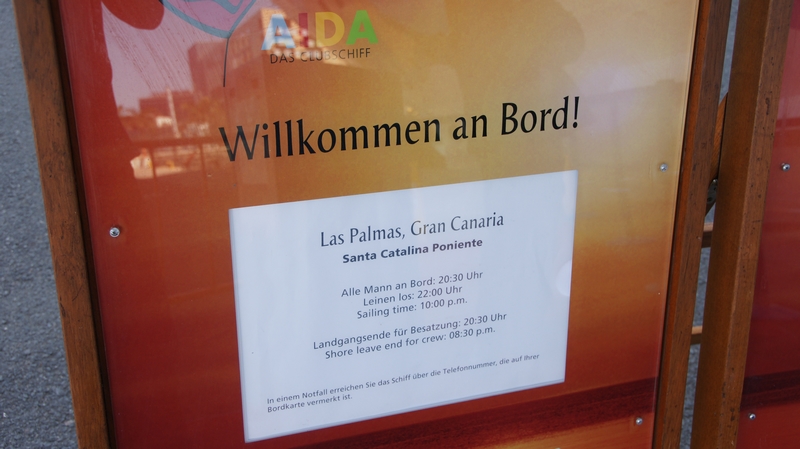 AIDA
DAS CLUBSCHIFF
Willkommen an Bord!
Las Palmas, Gran Canaria
Santa Catalina Poniente
Alle Mann an Bord: 20:30 Uhr
Leinen los: 22:00 Uhr
Sailing time: 10:00 p.m.
Landgangsende für Besatzung: 20:30 Uhr
Shore leave end for crew: 08:30 p.m.
In einem Notfall erreichen Sie das Schiff über die Telefonnummer, die auf Ihrer
Bordkarte vermerkt ist.